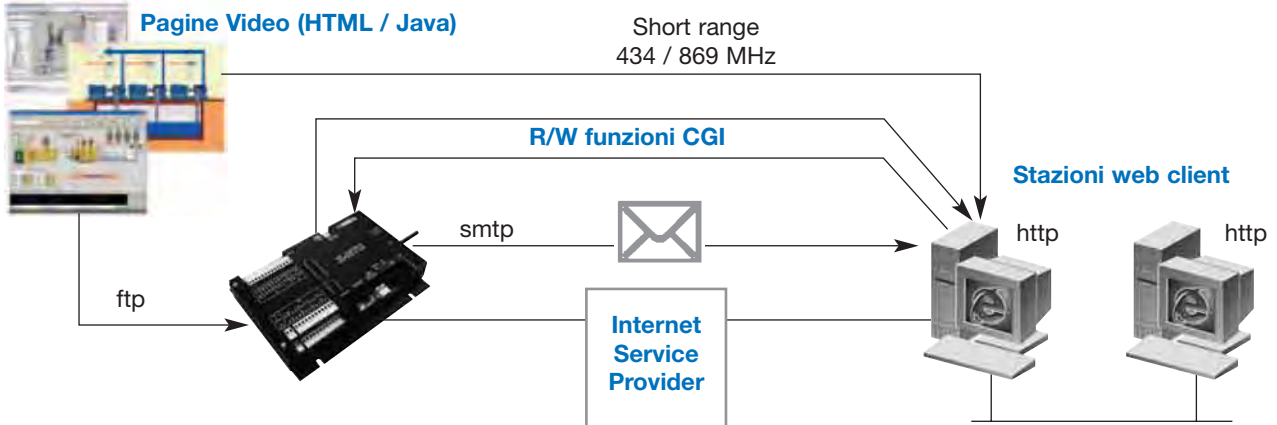 Pagine Video (HTML / Java)
Short range
434 / 869 MHz
R/W funzioni CGI
Stazioni web client
smtp
http
http
ftp
Internet
Service
Provider